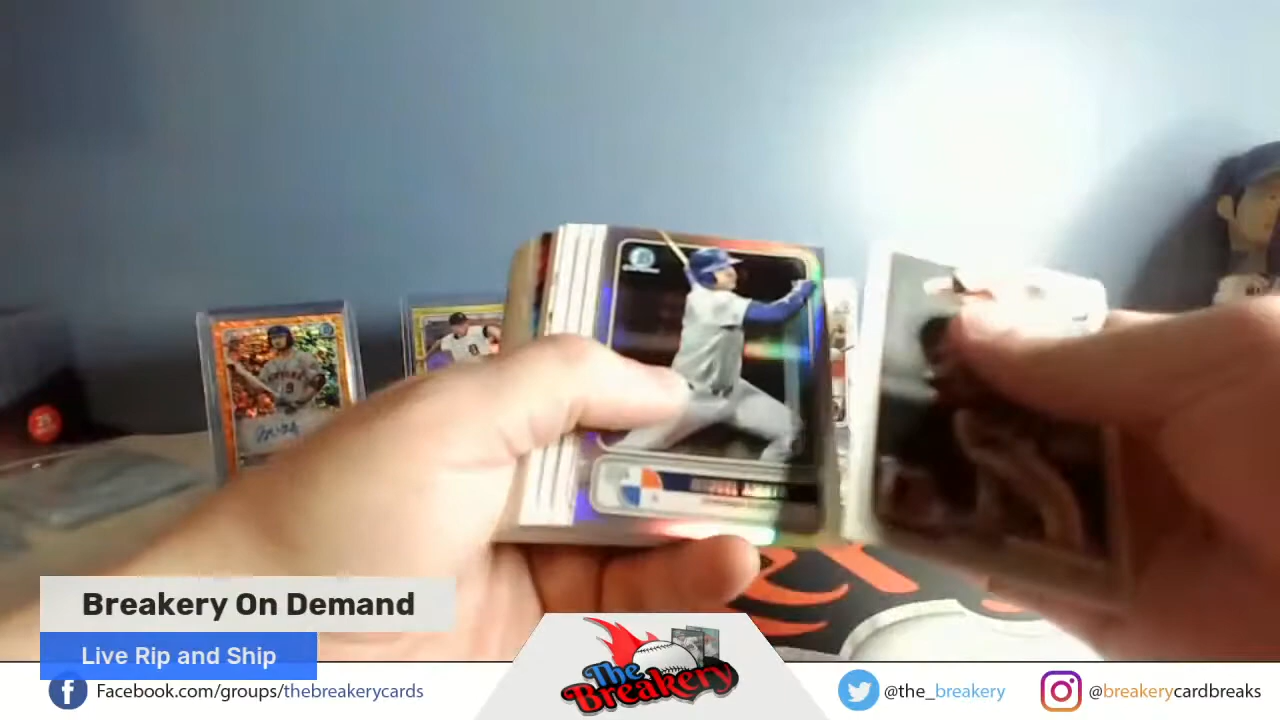 Breakery On Demand
Live Rip and Ship
Facebook.com/groups/thebreakerycards
The
Breakery
@the_breakery
@breakerycardbreaks